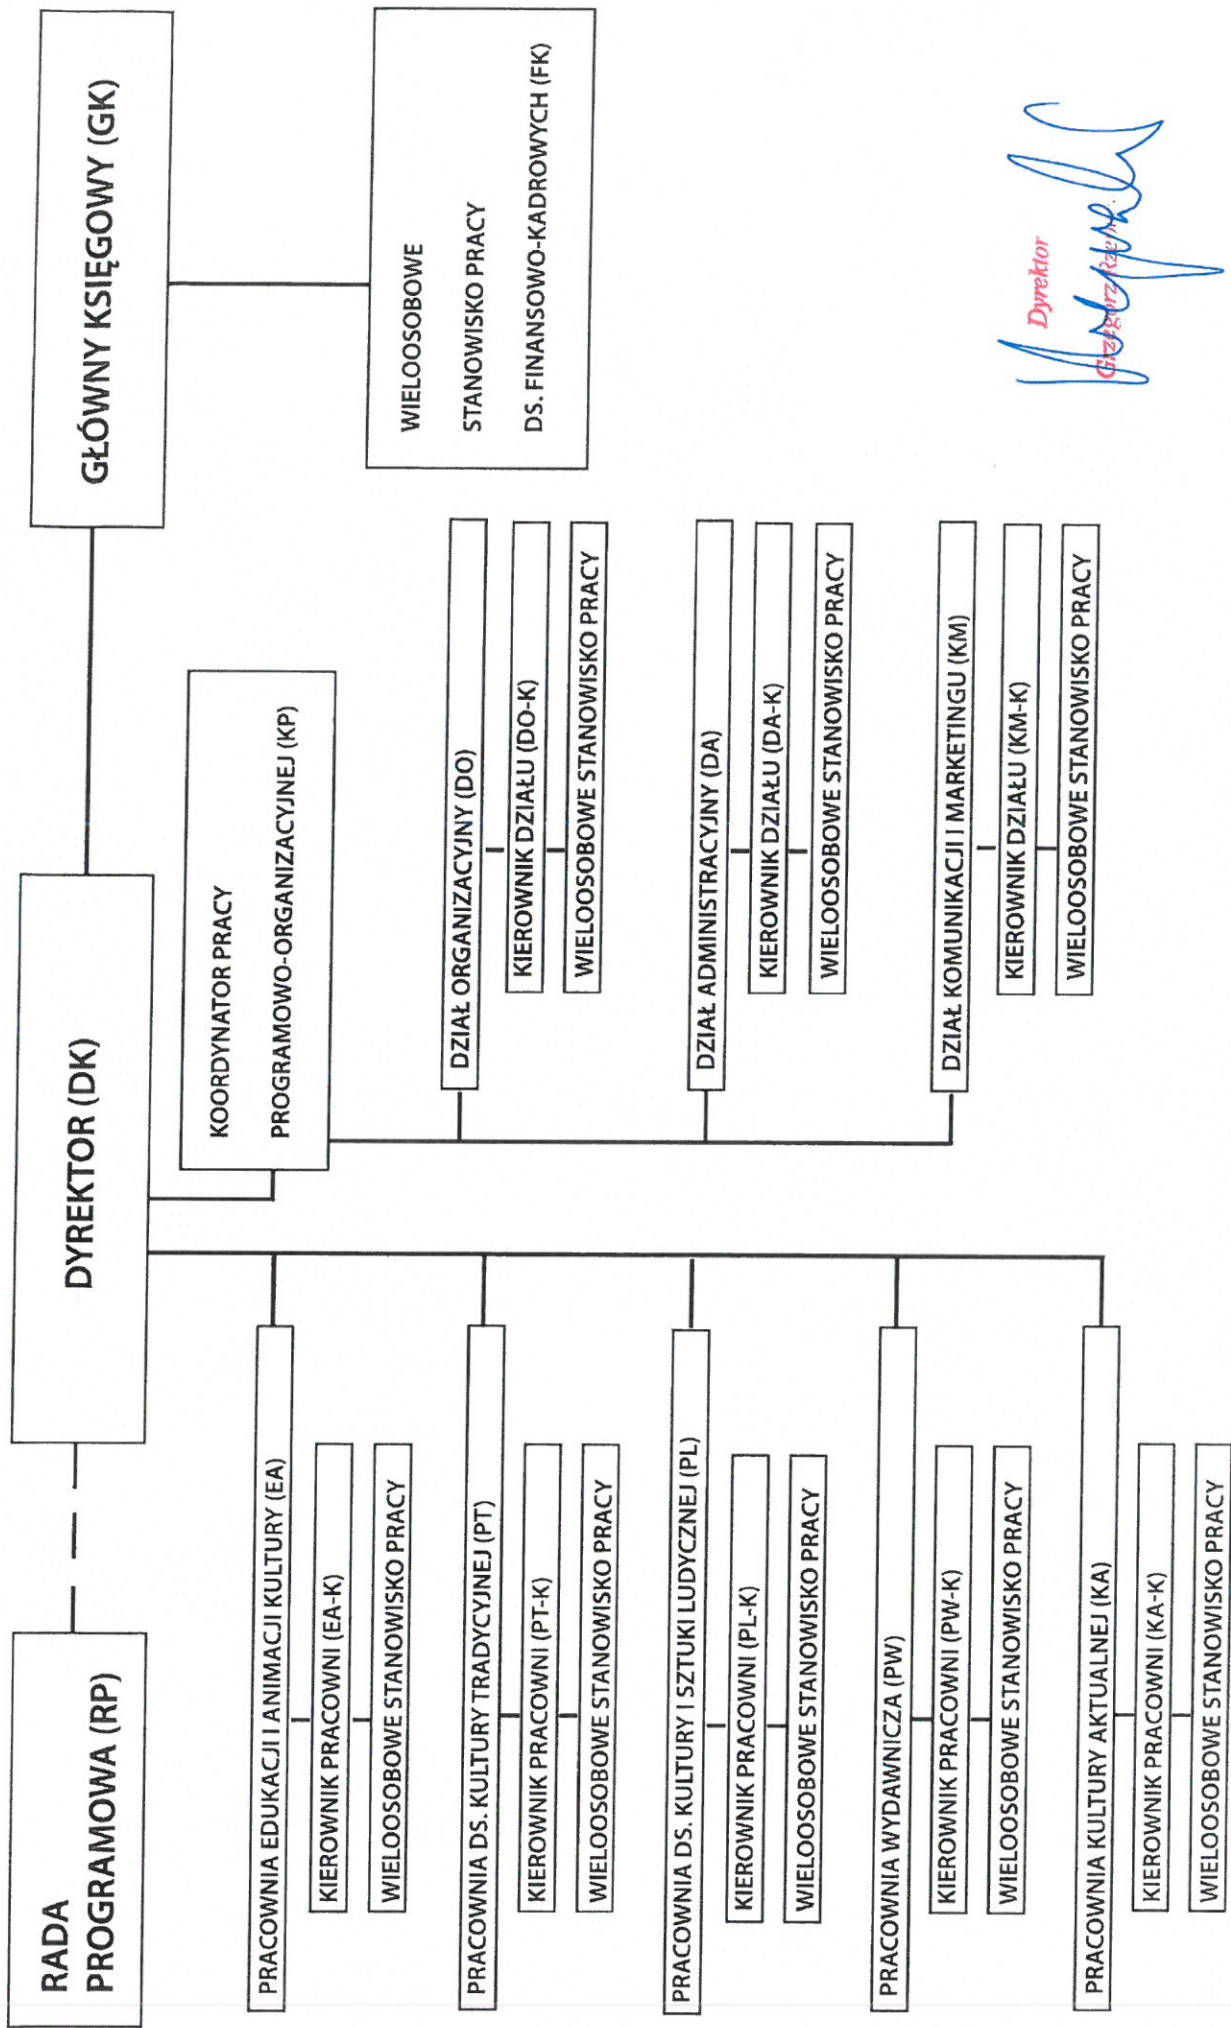 RADA
PROGRAMOWA (RP)
DYREKTOR (DK)
GŁÓWNY KSIĘGOWY (GK)
KOORDYNATOR PRACY
PROGRAMOWO-ORGANIZACYJNEJ (KP)
WIELOOSOBOWE
STANOWISKO PRACY
DS. FINANSOWO-KADROWYCH (FK)
PRACOWNIA EDUKACJI I ANIMACJI KULTURY (EA)
KIEROWNIK PRACOWNI (EA-K)
WIELOOSOBOWE STANOWISKO PRACY
PRACOWNIA DS. KULTURY TRADYCYJNEJ (PT)
KIEROWNIK PRACOWNI (PT-K)
WIELOOSOBOWE STANOWISKO PRACY
PRACOWNIA DS. KULTURY I SZTUKI LUDYCZNEJ (PL)
KIEROWNIK PRACOWNI (PL-K)
WIELOOSOBOWE STANOWISKO PRACY
PRACOWNIA WYDAWNICZA (PW)
KIEROWNIK PRACOWNI (PW-K)
WIELOOSOBOWE STANOWISKO PRACY
PRACOWNIA KULTURY AKTUALNEJ (KA)
KIEROWNIK PRACOWNI (KA-K)
WIELOOSOBOWE STANOWISKO PRACY
DZIAŁ ORGANIZACYJNY (DO)
KIEROWNIK DZIAŁU (DO-K)
WIELOOSOBOWE STANOWISKO PRACY
DZIAŁ ADMINISTRACYJNY (DA)
KIEROWNIK DZIAŁU (DA-K)
WIELOOSOBOWE STANOWISKO PRACY
DZIAŁ KOMUNIKACJI I MARKETINGU (KM)
KIEROWNIK DZIAŁU (KM-K)
WIELOOSOBOWE STANOWISKO PRACY
Dyrektor
Grzegorz